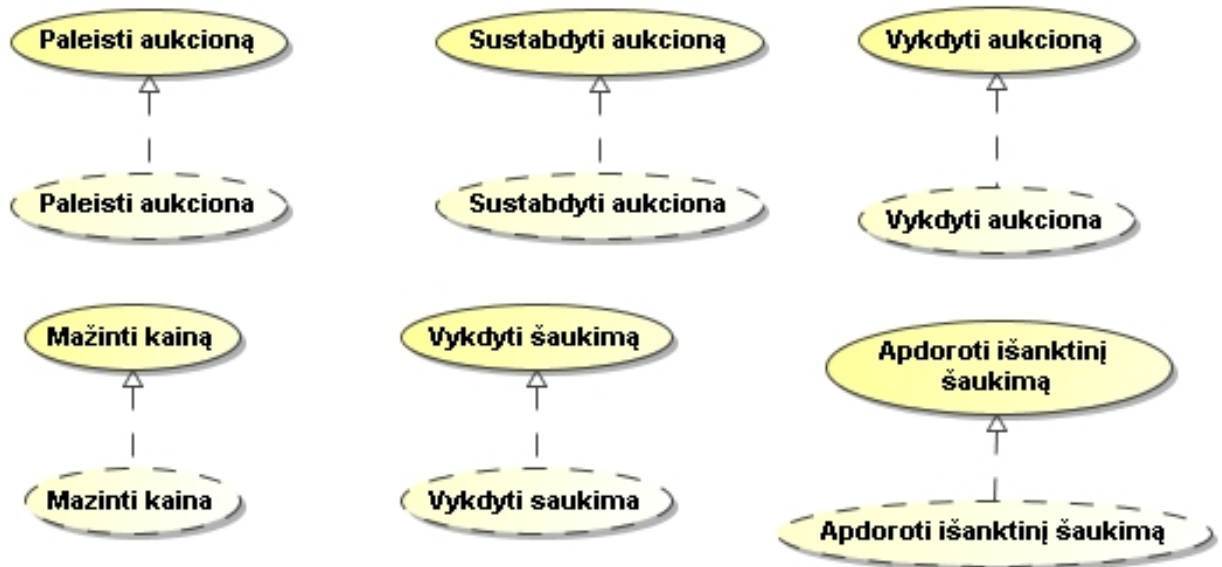 Paleisti aukcioną
Sustabdyti aukcioną
Vykdyti aukcioną
Paleisti aukciona
Sustabdyti aukciona
Vykdyti aukciona
Mažinti kainą
Vykdyti šaukimą
Apdoroti išanktinį
šaukimą
Mazinti kaina
Vykdyti saukima
Apdoroti išanktinį šaukimą